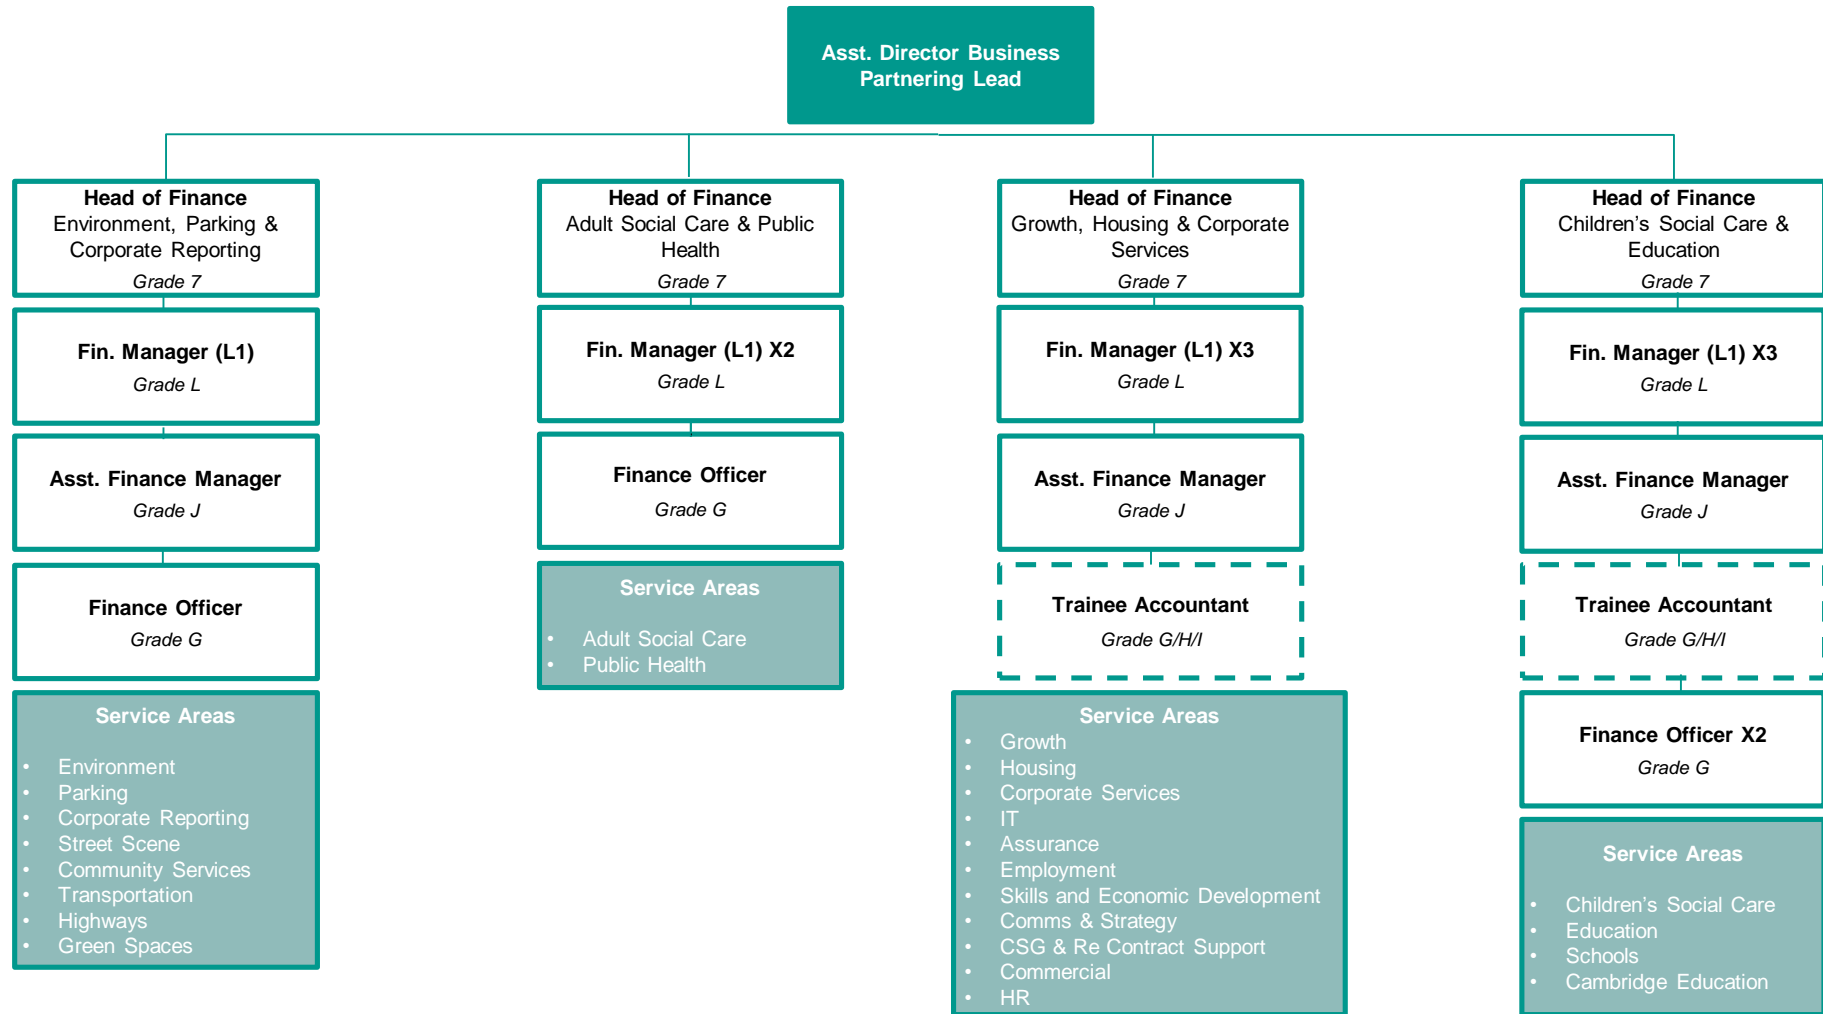 Asst. Director Business
Partnering Lead
Head of Finance
Environment, Parking &
Corporate Reporting
Grade 7
Fin. Manager (L1)
Grade L
Asst. Finance Manager
Grade J
Finance Officer
Grade G
Service Areas
• Environment
• Parking
• Corporate Reporting
• Street Scene
• Community Services
• Transportation
• Highways
• Green Spaces
Head of Finance
Adult Social Care & Public
Health
Grade 7
Fin. Manager (L1) X2
Grade L
Finance Officer
Grade G
Service Areas
• Adult Social Care
• Public Health
Head of Finance
Growth, Housing & Corporate
Services
Grade 7
Fin. Manager (L1) X3
Grade L
Asst. Finance Manager
Grade J
Trainee Accountant
Grade G/H/I
Service Areas
• Growth
• Housing
• Corporate Services
• IT
• Assurance
• Employment
• Skills and Economic Development
• Comms & Strategy
• CSG & Re Contract Support
• Commercial
• HR
Head of Finance
Children’s Social Care &
Education
Grade 7
Fin. Manager (L1) X3
Grade L
Asst. Finance Manager
Grade J
Trainee Accountant
Grade G/H/I
Finance Officer X2
Grade G
Service Areas
• Children’s Social Care
• Education
• Schools
• Cambridge Education